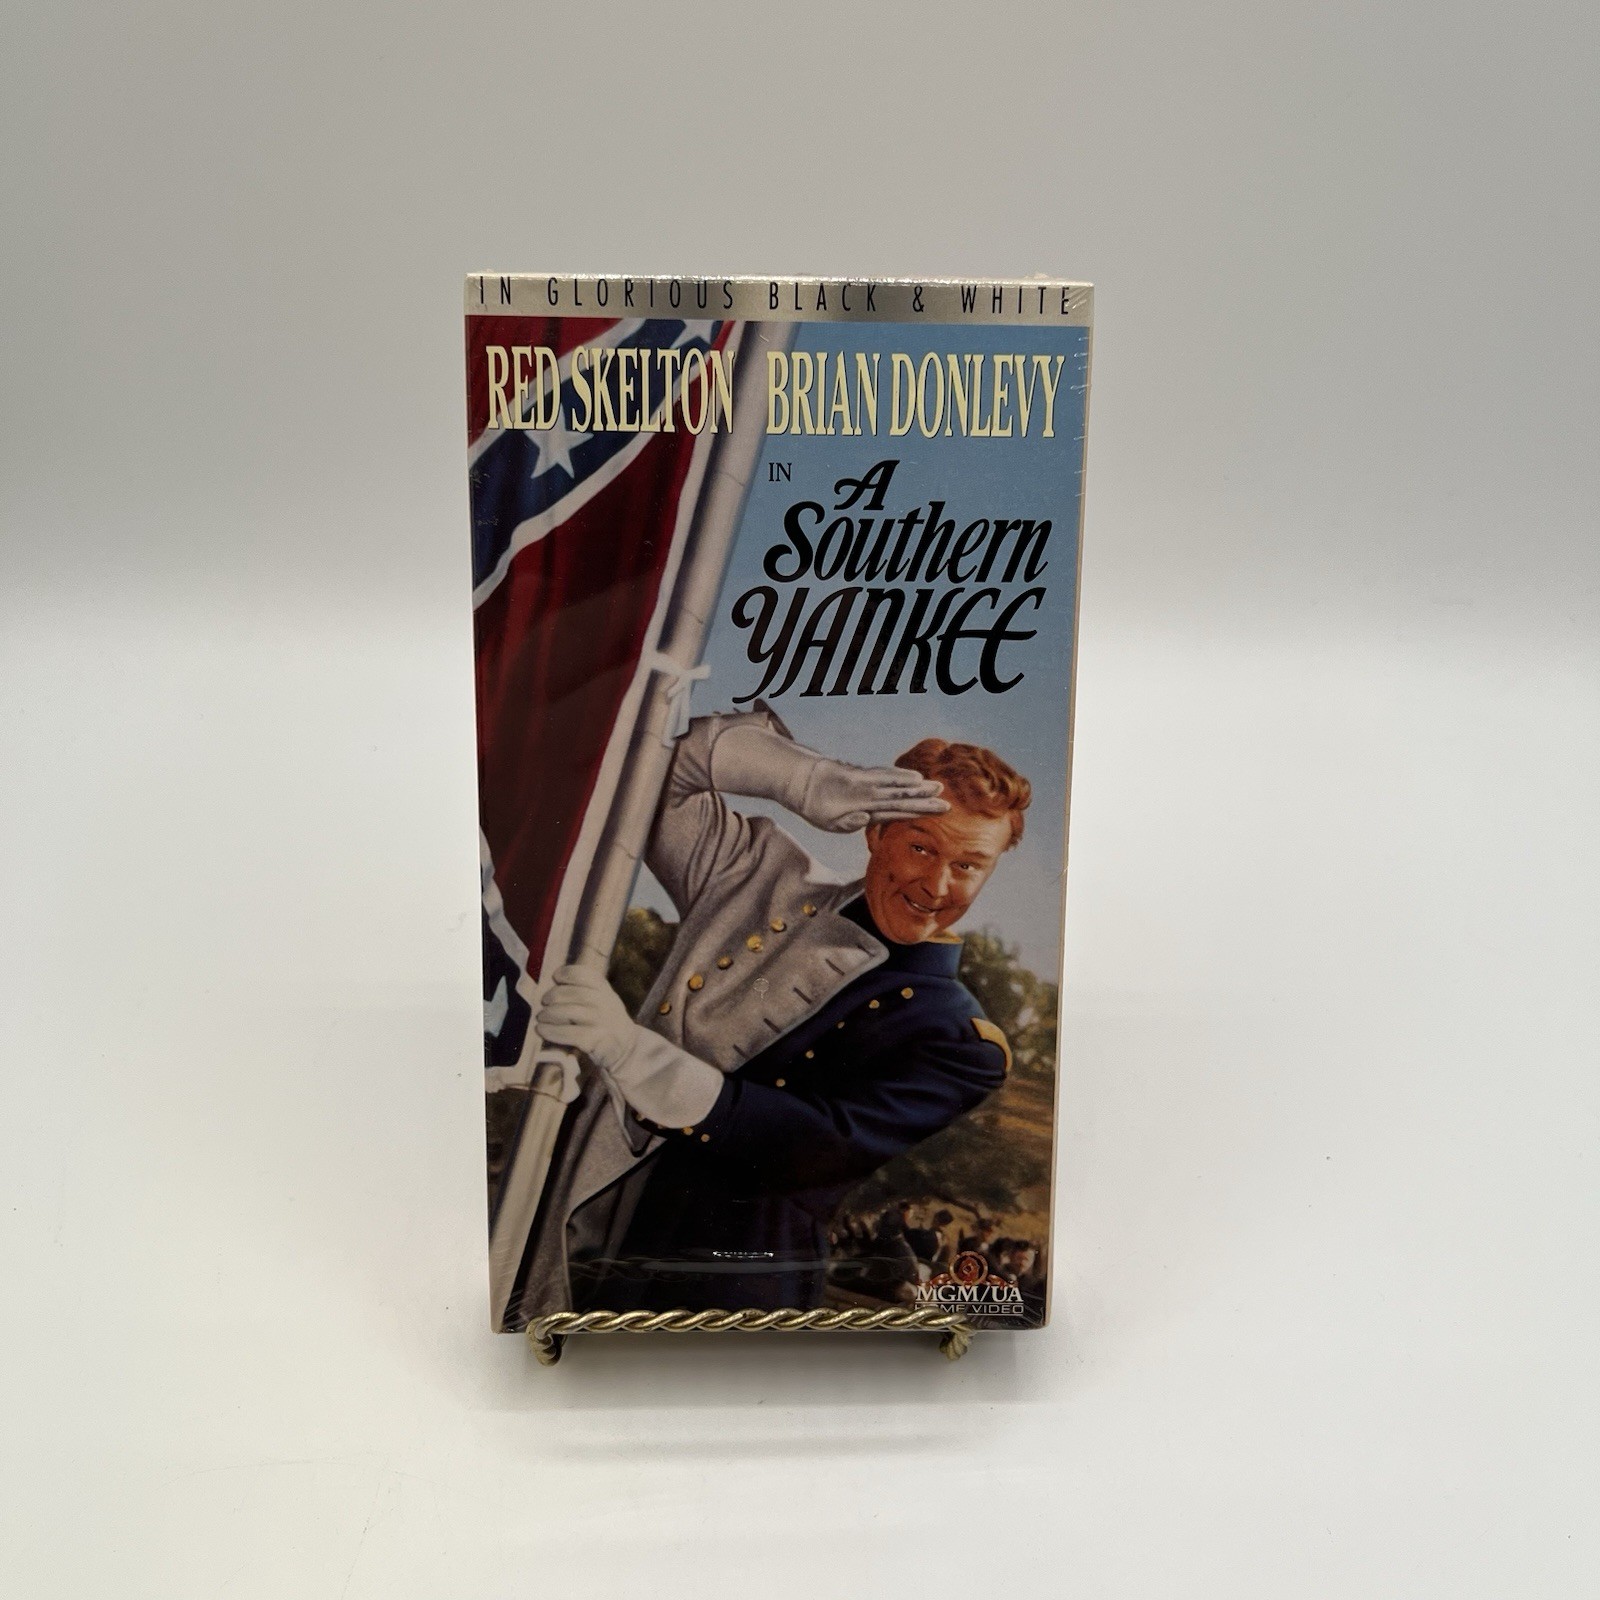 IN GLORIOUS BLACK & WHITE
RED SKELTON BRIAN DONLEVY
IN
A
Southern
YANKEE
MGM/UA
HOME VIDEO